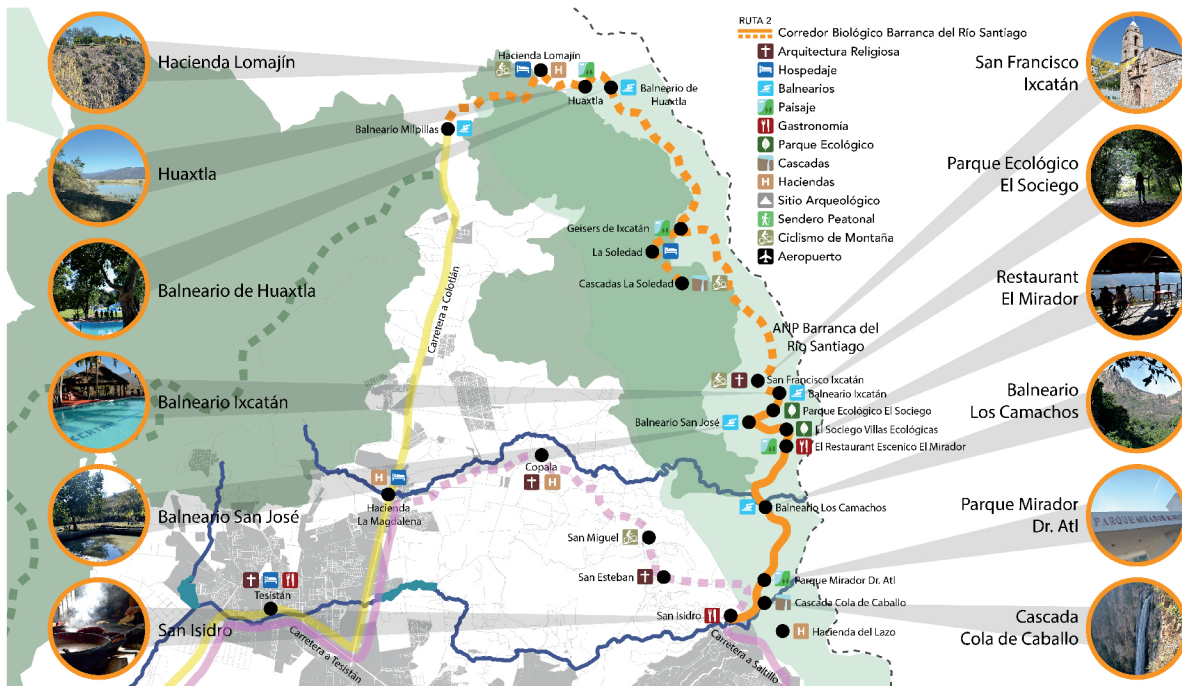 Hacienda Lomajín
Huaxtla
Balneario de Huaxtla
Balneario Ixcatán
Balneario San José
San Isidro
RUTA 2
Corredor Biológico Barranca del Río Santiago
Arquitectura Religiosa
Hospedaje
Balnearios
Paisaje
Gastronomía
Parque Ecológico
Cascadas
H Haciendas
Sitio Arqueológico
Sendero Peatonal
Ciclismo de Montaña
Aeropuerto
Hacienda Lomajín
H
Huaxtla
Balneario de
Huaxtla
Balneario Milpillas
Carretera a Colotlán
Geisers de Ixcatán
La Soledad
Cascadas La Soledad
ANP Barranca del
Río Santiago
San Francisco Ixcatán
Balneario Ixcatán
Parque Ecológico El Sociego
Balneario San José
El Sociego Villas Ecológicas
El Restaurant Escenico El Mirador
Copala
H
H
Hacienda
La Magdalena
Balneario Los Camachos
San Miguel
San Esteban
Parque Mirador Dr. Atl
Cascada Cola de Caballo
San Isidro
H Hacienda del Lazo
Tesistán
Carretera a Tesistán
Carretera a Saltillo
San Francisco
Ixcatán
Parque Ecológico
El Sociego
Restaurant
El Mirador
Balneario
Los Camachos
Parque Mirador
Dr. Atl
PARQUE MIRADOR
Cascada
Cola de Caballo